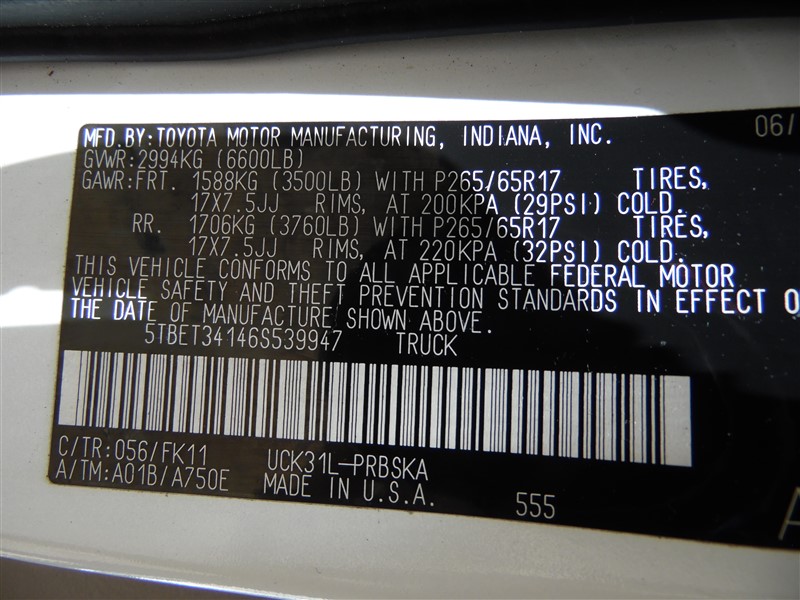 06/
MFD.BY:TOYOTA MOTOR MANUFACTURING, INDIANA, INC.
GVWR:2994KG (6600LB)
GAWR:FRT. 1588KG (3500LB) WITH P265/65R17 TIRES,
17X7.5JJ RIMS, AT 200KPA (29PSI) COLD.
RR. 1706KG (3760LB) WITH P265/65R17 TIRES,
17X7.5JJ RIMS, AT 220KPA (32PSI) COLD.
THIS VEHICLE CONFORMS TO ALL APPLICABLE FEDERAL MOTOR
VEHICLE SAFETY AND THEFT PREVENTION STANDARDS IN EFFECT O
THE DATE OF MANUFACTURE SHOWN ABOVE.
5TBET34146S539947 TRUCK
C/TR:056/FK11 UCK31L-PRBSKA
A/TM:A01B/A750E MADE IN U.S.A.
555